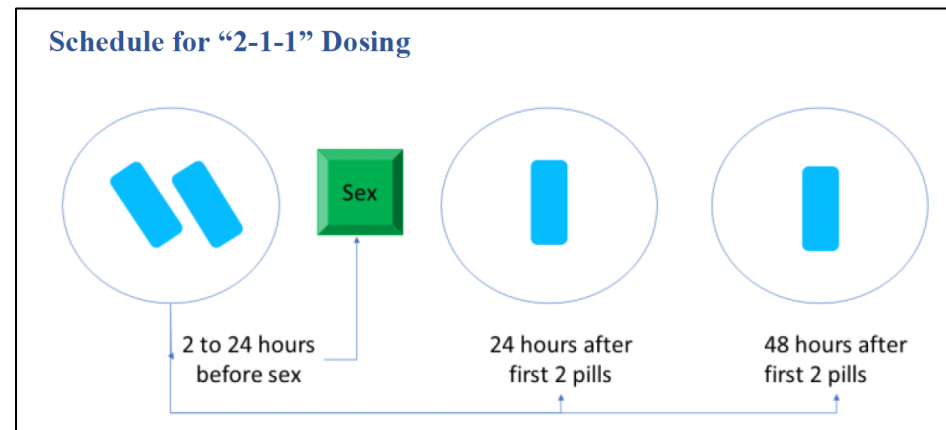 Schedule for “2-1-1” Dosing
Sex
2 to 24 hours
before sex
24 hours after
first 2 pills
48 hours after
first 2 pills